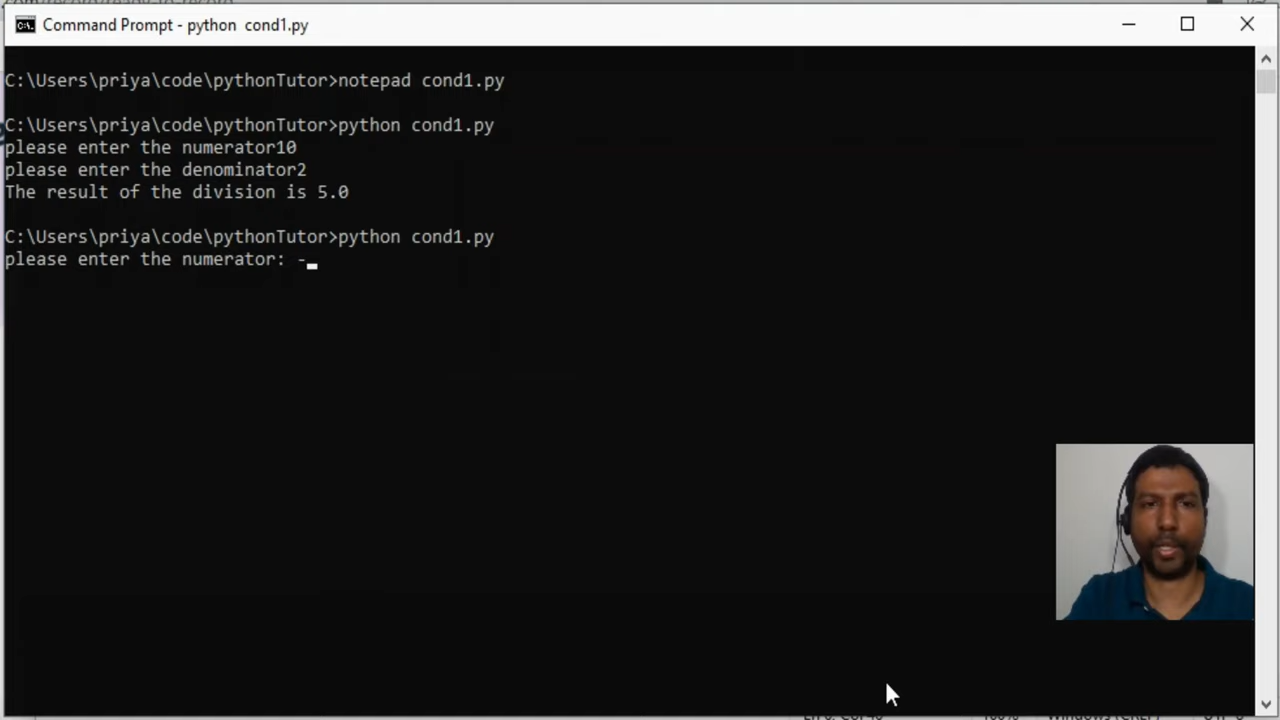 Command Prompt - python cond1.py
C:\Users\priya\code\pythonTutor>notepad cond1.py
C:\Users\priya\code\pythonTutor>python cond1.py
please enter the numerator10
please enter the denominator2
The result of the division is 5.0
C:\Users\priya\code\pythonTutor>python cond1.py
please enter the numerator: -